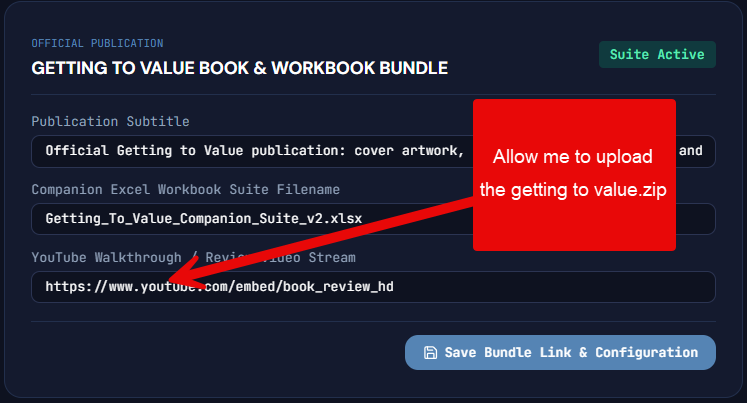 OFFICIAL PUBLICATION
GETTING TO VALUE BOOK & WORKBOOK BUNDLE
Suite Active
Publication Subtitle
Official Getting to Value publication: cover artwork, and
Allow me to upload
the getting to value.zip
Companion Excel Workbook Suite Filename
Getting_To_Value_Companion_Suite_v2.xlsx
YouTube Walkthrough / Review Video Stream
https://www.youtube.com/embed/book_review_hd
Save Bundle Link & Configuration